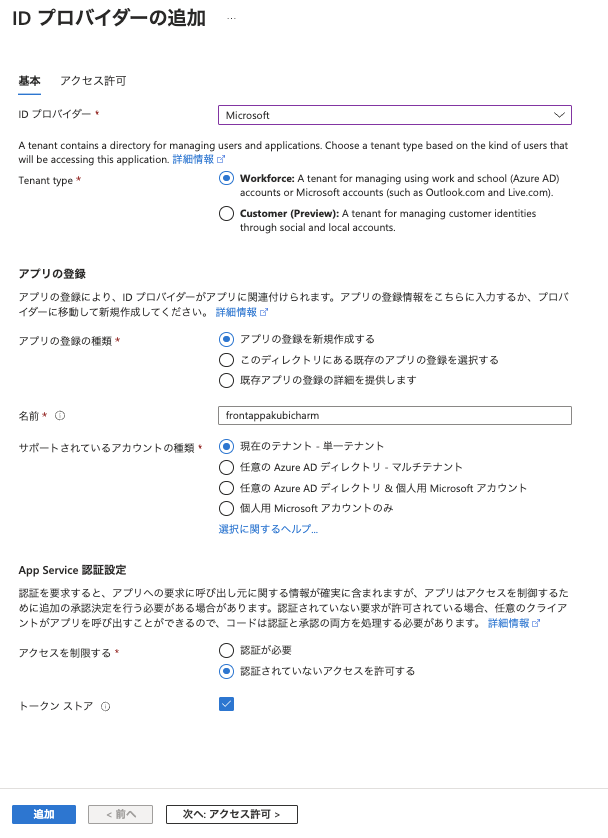 ID プロバイダーの追加 ...
基本 アクセス許可
ID プロバイダー *
Microsoft
A tenant contains a directory for managing users and applications. Choose a tenant type based on the kind of users that
will be accessing this application. 詳細情報
Tenant type *
Workforce: A tenant for managing using work and school (Azure AD)
accounts or Microsoft accounts (such as Outlook.com and Live.com).
Customer (Preview): A tenant for managing customer identities
through social and local accounts.
アプリの登録
アプリの登録により、ID プロバイダーがアプリに関連付けられます。アプリの登録情報をこちらに入力するか、プロバ
イダーに移動して新規作成してください。 詳細情報
アプリの登録の種類 *
アプリの登録を新規作成する
このディレクトリにある既存のアプリの登録を選択する
既存アプリの登録の詳細を提供します
名前 *
frontappakubicharm
サポートされているアカウントの種類 *
現在のテナント - 単一テナント
任意の Azure AD ディレクトリ - マルチテナント
任意の Azure AD ディレクトリ & 個人用 Microsoft アカウント
個人用 Microsoft アカウントのみ
選択に関するヘルプ...
App Service 認証設定
認証を要求すると、アプリへの要求に呼び出し元に関する情報が確実に含まれますが、アプリはアクセスを制御するた
めに追加の承認決定を行う必要がある場合があります。認証されていない要求が許可されている場合、任意のクライア
ントがアプリを呼び出すことができるので、コードは認証と承認の両方を処理する必要があります。 詳細情報
アクセスを制限する *
認証が必要
認証されていないアクセスを許可する
トークン ストア
追加 < 前へ 次へ: アクセス許可 >